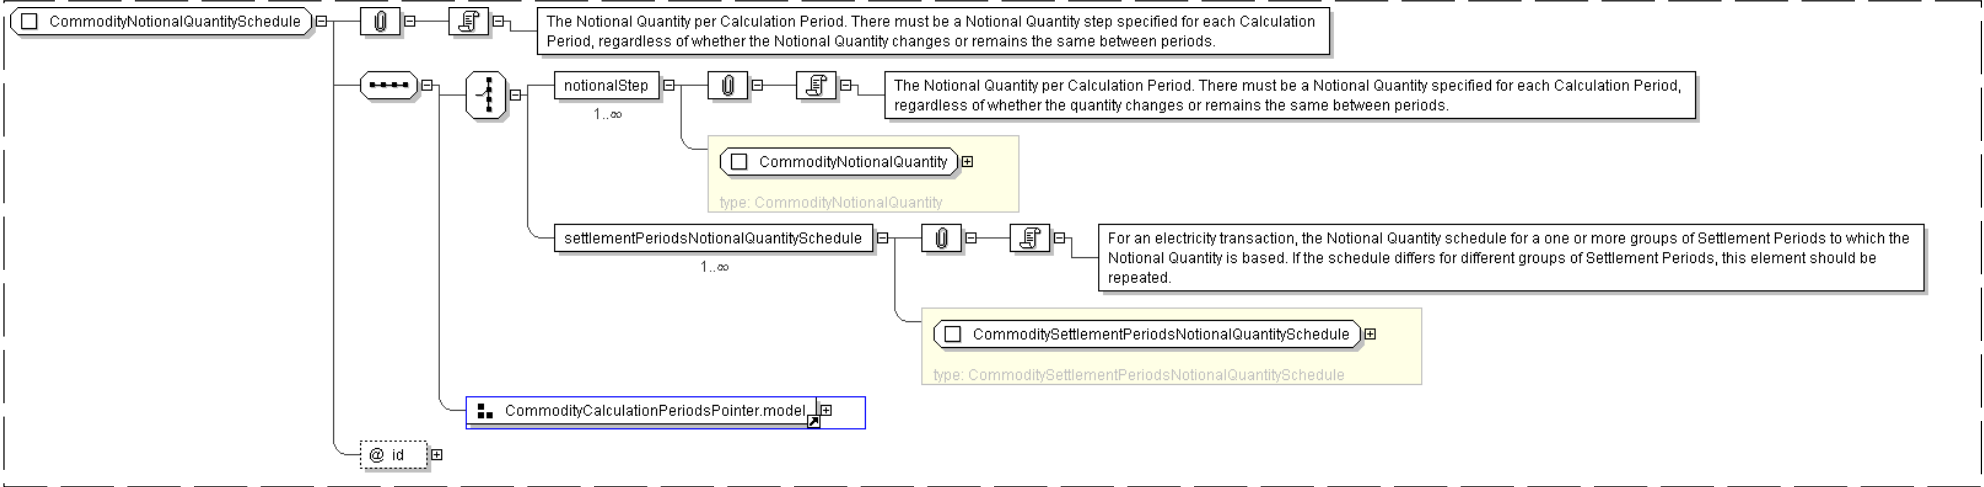 CommodityNotionalQuantitySchedule
The Notional Quantity per Calculation Period. There must be a Notional Quantity step specified for each Calculation
Period, regardless of whether the Notional Quantity changes or remains the same between periods.
notionalStep
1..∞
The Notional Quantity per Calculation Period. There must be a Notional Quantity specified for each Calculation Period,
regardless of whether the quantity changes or remains the same between periods.
CommodityNotionalQuantity
type: CommodityNotionalQuantity
settlementPeriodsNotionalQuantitySchedule
1..∞
For an electricity transaction, the Notional Quantity schedule for a one or more groups of Settlement Periods to which the
Notional Quantity is based. If the schedule differs for different groups of Settlement Periods, this element should be
repeated.
CommoditySettlementPeriodsNotionalQuantitySchedule
type: CommoditySettlementPeriodsNotionalQuantitySchedule
CommodityCalculationPeriodsPointer.model
@ id